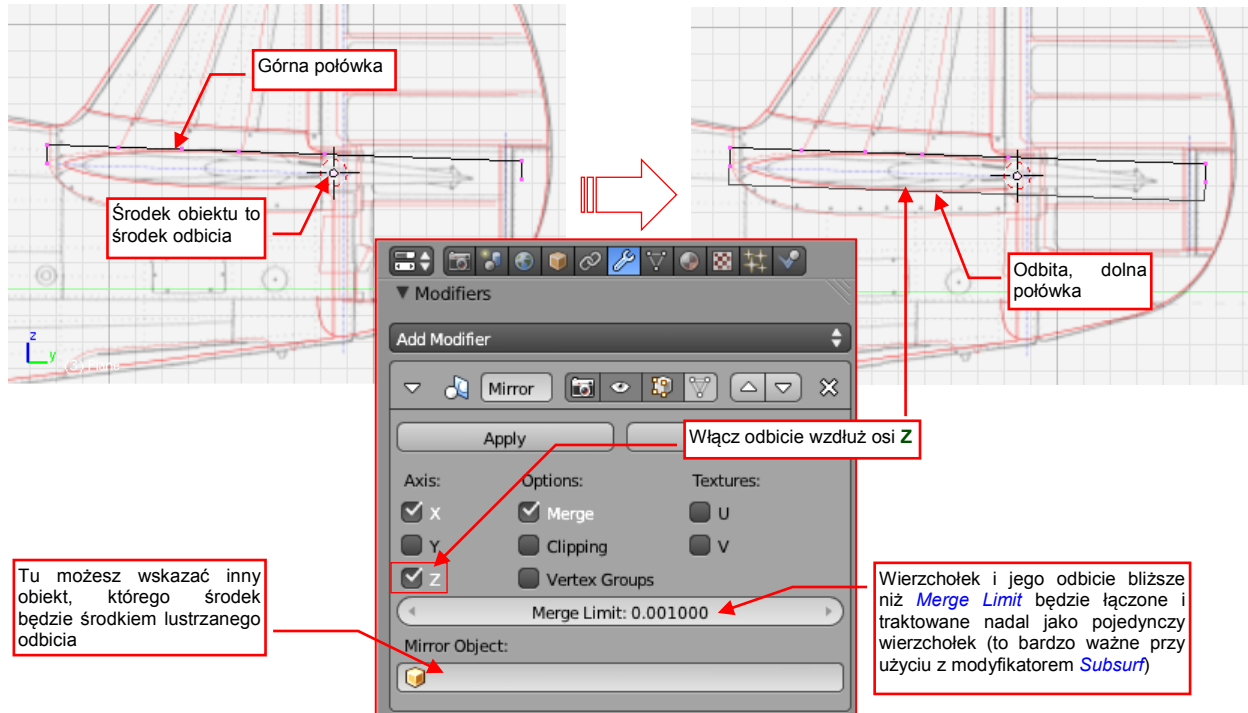 Górna połówka
Środek obiektu to
środek odbicia
z
y
Odbita, dolna
połówka
Modifiers
Add Modifier
Mirror
Apply
Włącz odbicie wzdłuż osi Z
Axis:
Options:
Textures:
X
Merge
U
Y
Clipping
V
Z
Vertex Groups
Merge Limit: 0.001000
Mirror Object:
Tu możesz wskazać inny
obiekt, którego środek
będzie środkiem lustrzanego
odbicia
Wierzchołek i jego odbicie bliższe
niż Merge Limit będzie łączone i
traktowane nadal jako pojedynczy
wierzchołek (to bardzo ważne przy
użyciu z modyfikatorem Subsurf)